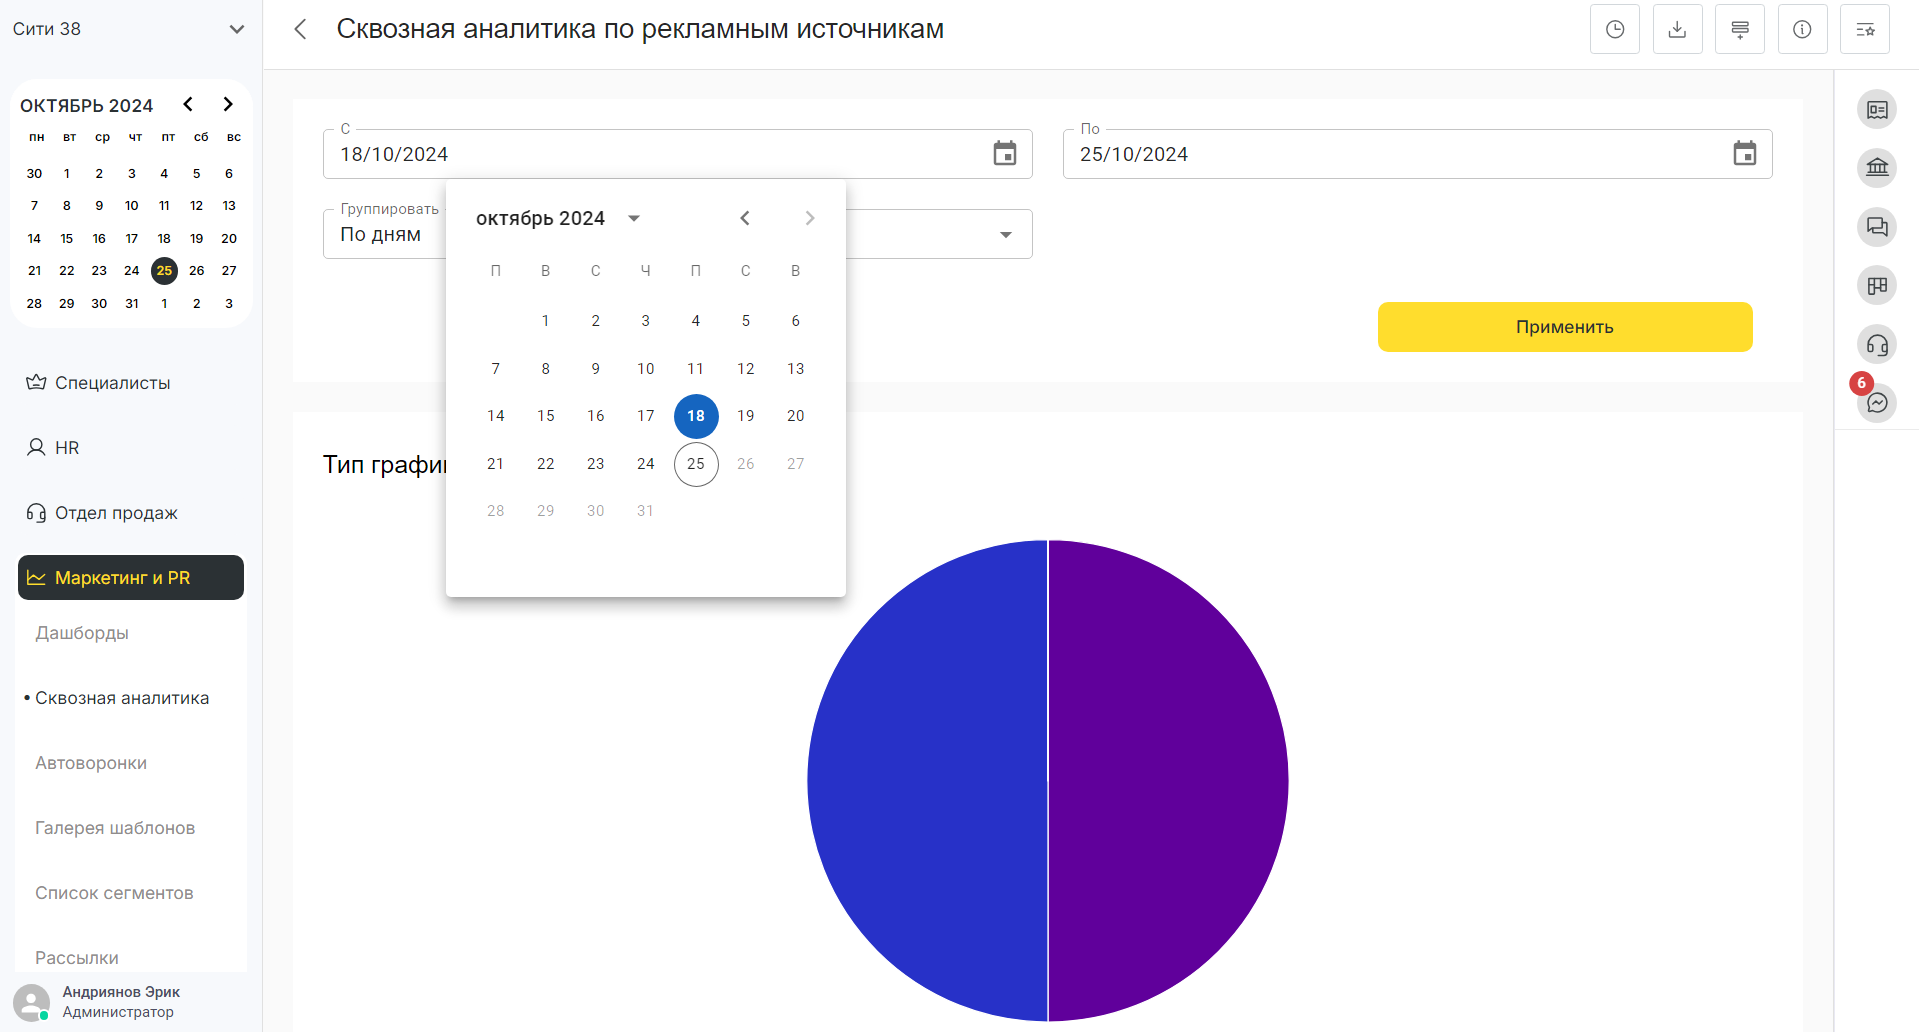 Сити 38
Сквозная аналитика по рекламным источникам
ОКТЯБРЬ 2024
пн вт ср чт пт сб вс
30 1 2 3 4 5 6
7 8 9 10 11 12 13
14 15 16 17 18 19 20
21 22 23 24 25 26 27
28 29 30 31 1 2 3
Специалисты
HR
Отдел продаж
Маркетинг и PR
Дашборды
• Сквозная аналитика
Автоворонки
Галерея шаблонов
Список сегментов
Рассылки
Андриянов Эрик
Администратор
С
18/10/2024
По
25/10/2024
Группировать
По дням
октябрь 2024
П В С Ч П С В
1 2 3 4 5 6
7 8 9 10 11 12 13
14 15 16 17 18 19 20
21 22 23 24 25 26 27
28 29 30 31
Применить
Тип графи
6